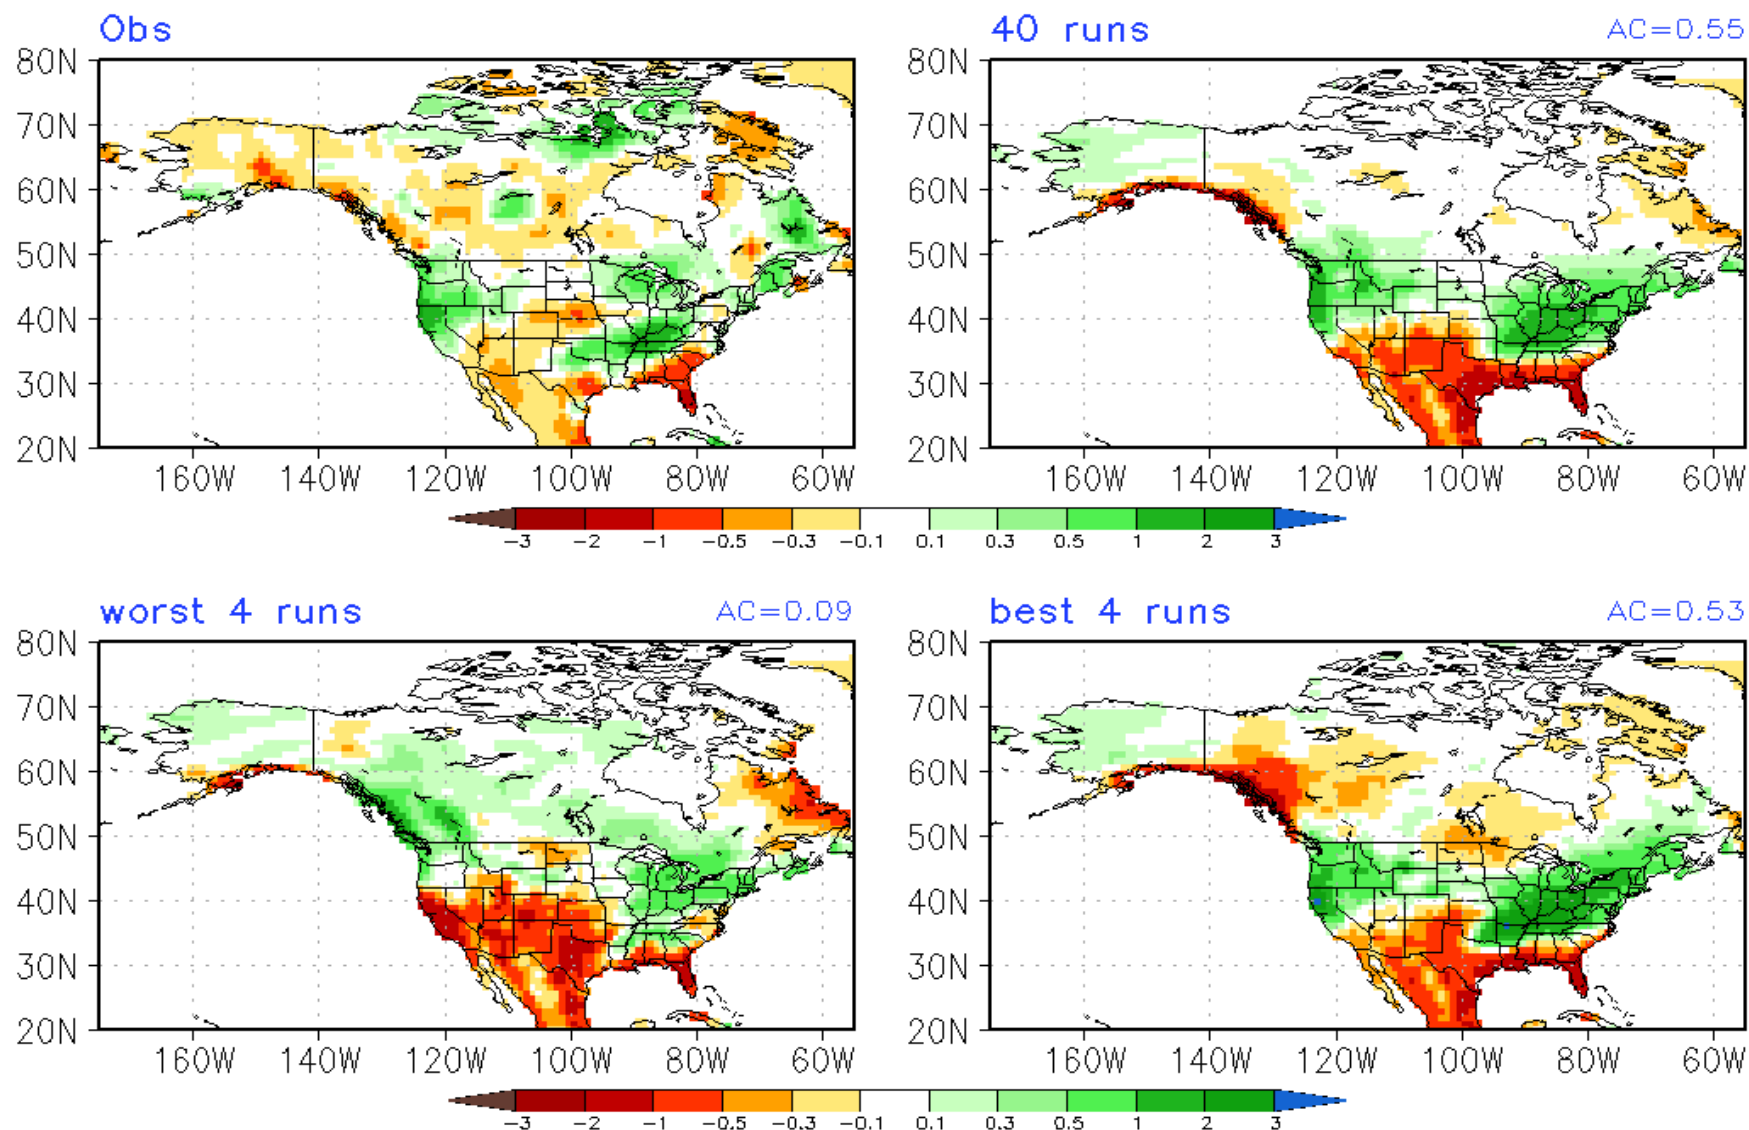 Obs
40 runs AC=0.55
80N 80N
70N 70N
60N 60N
50N 50N
40N 40N
30N 30N
20N 20N
160W 140W 120W 100W 80W 60W 160W 140W 120W 100W 80W 60W
-3 -2 -1 -0.5 -0.3 -0.1 0.1 0.3 0.5 1 2 3
worst 4 runs AC=0.09
best 4 runs AC=0.53
80N 80N
70N 70N
60N 60N
50N 50N
40N 40N
30N 30N
20N 20N
160W 140W 120W 100W 80W 60W 160W 140W 120W 100W 80W 60W
-3 -2 -1 -0.5 -0.3 -0.1 0.1 0.3 0.5 1 2 3